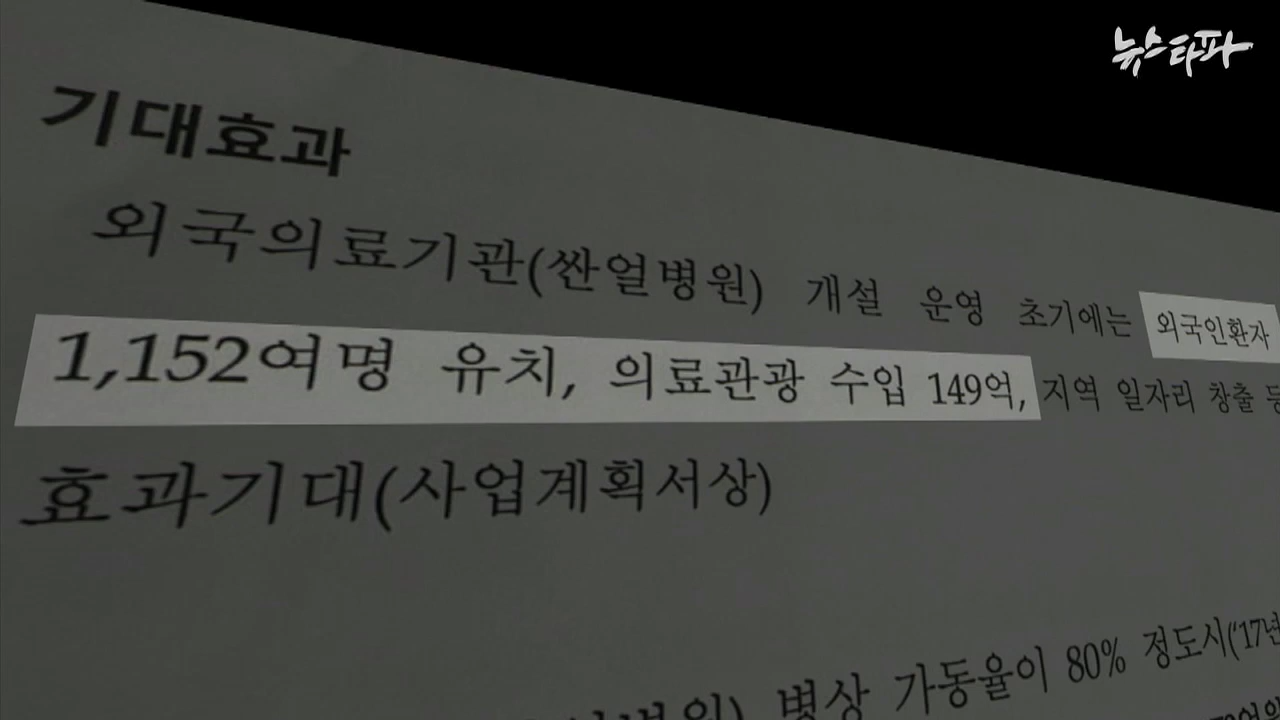 뉴스타파
기대효과
외국의료기관(싼얼병원) 개설 운영 초기에는 외국인환자
1,152여명 유치, 의료관광 수입 149억, 지역 일자리 창출 등
효과기대(사업계획서상)
병상 가동율이 80% 정도시('17년